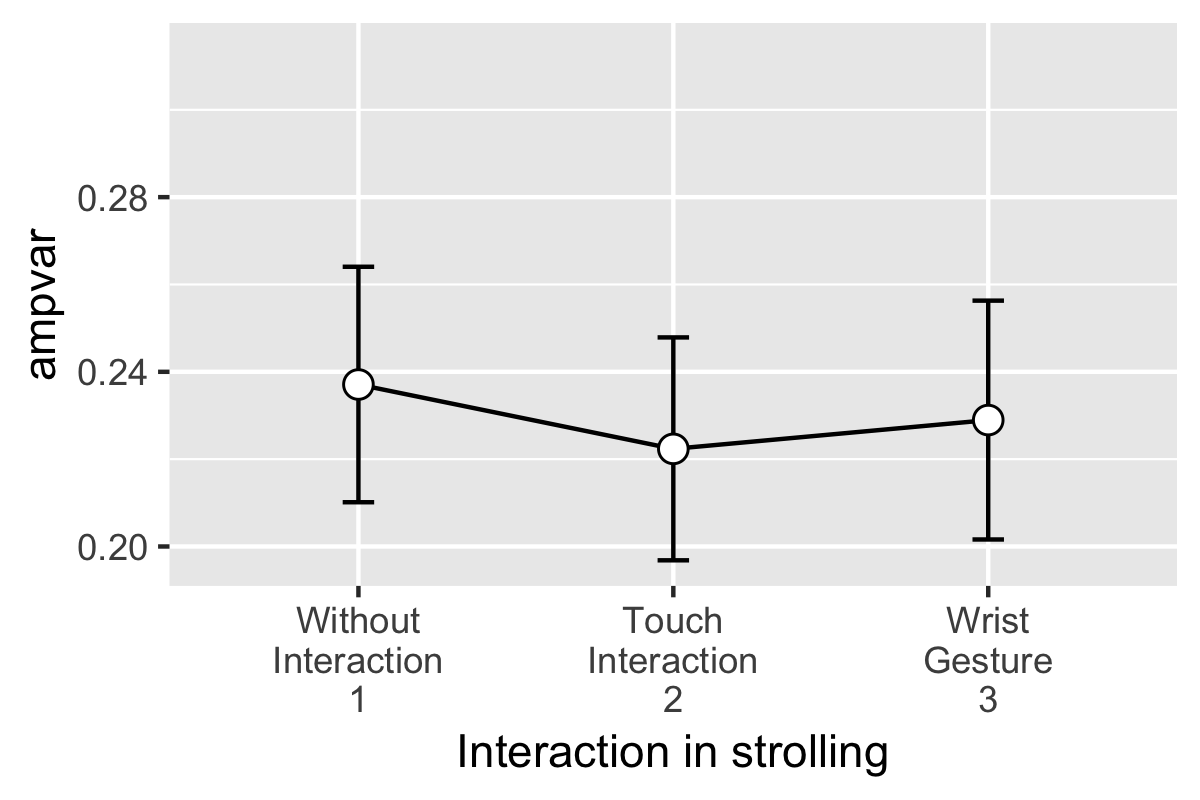 ampvar
0.28
0.24
0.20
Without
Interaction
1
Touch
Interaction
2
Wrist
Gesture
3
Interaction in strolling